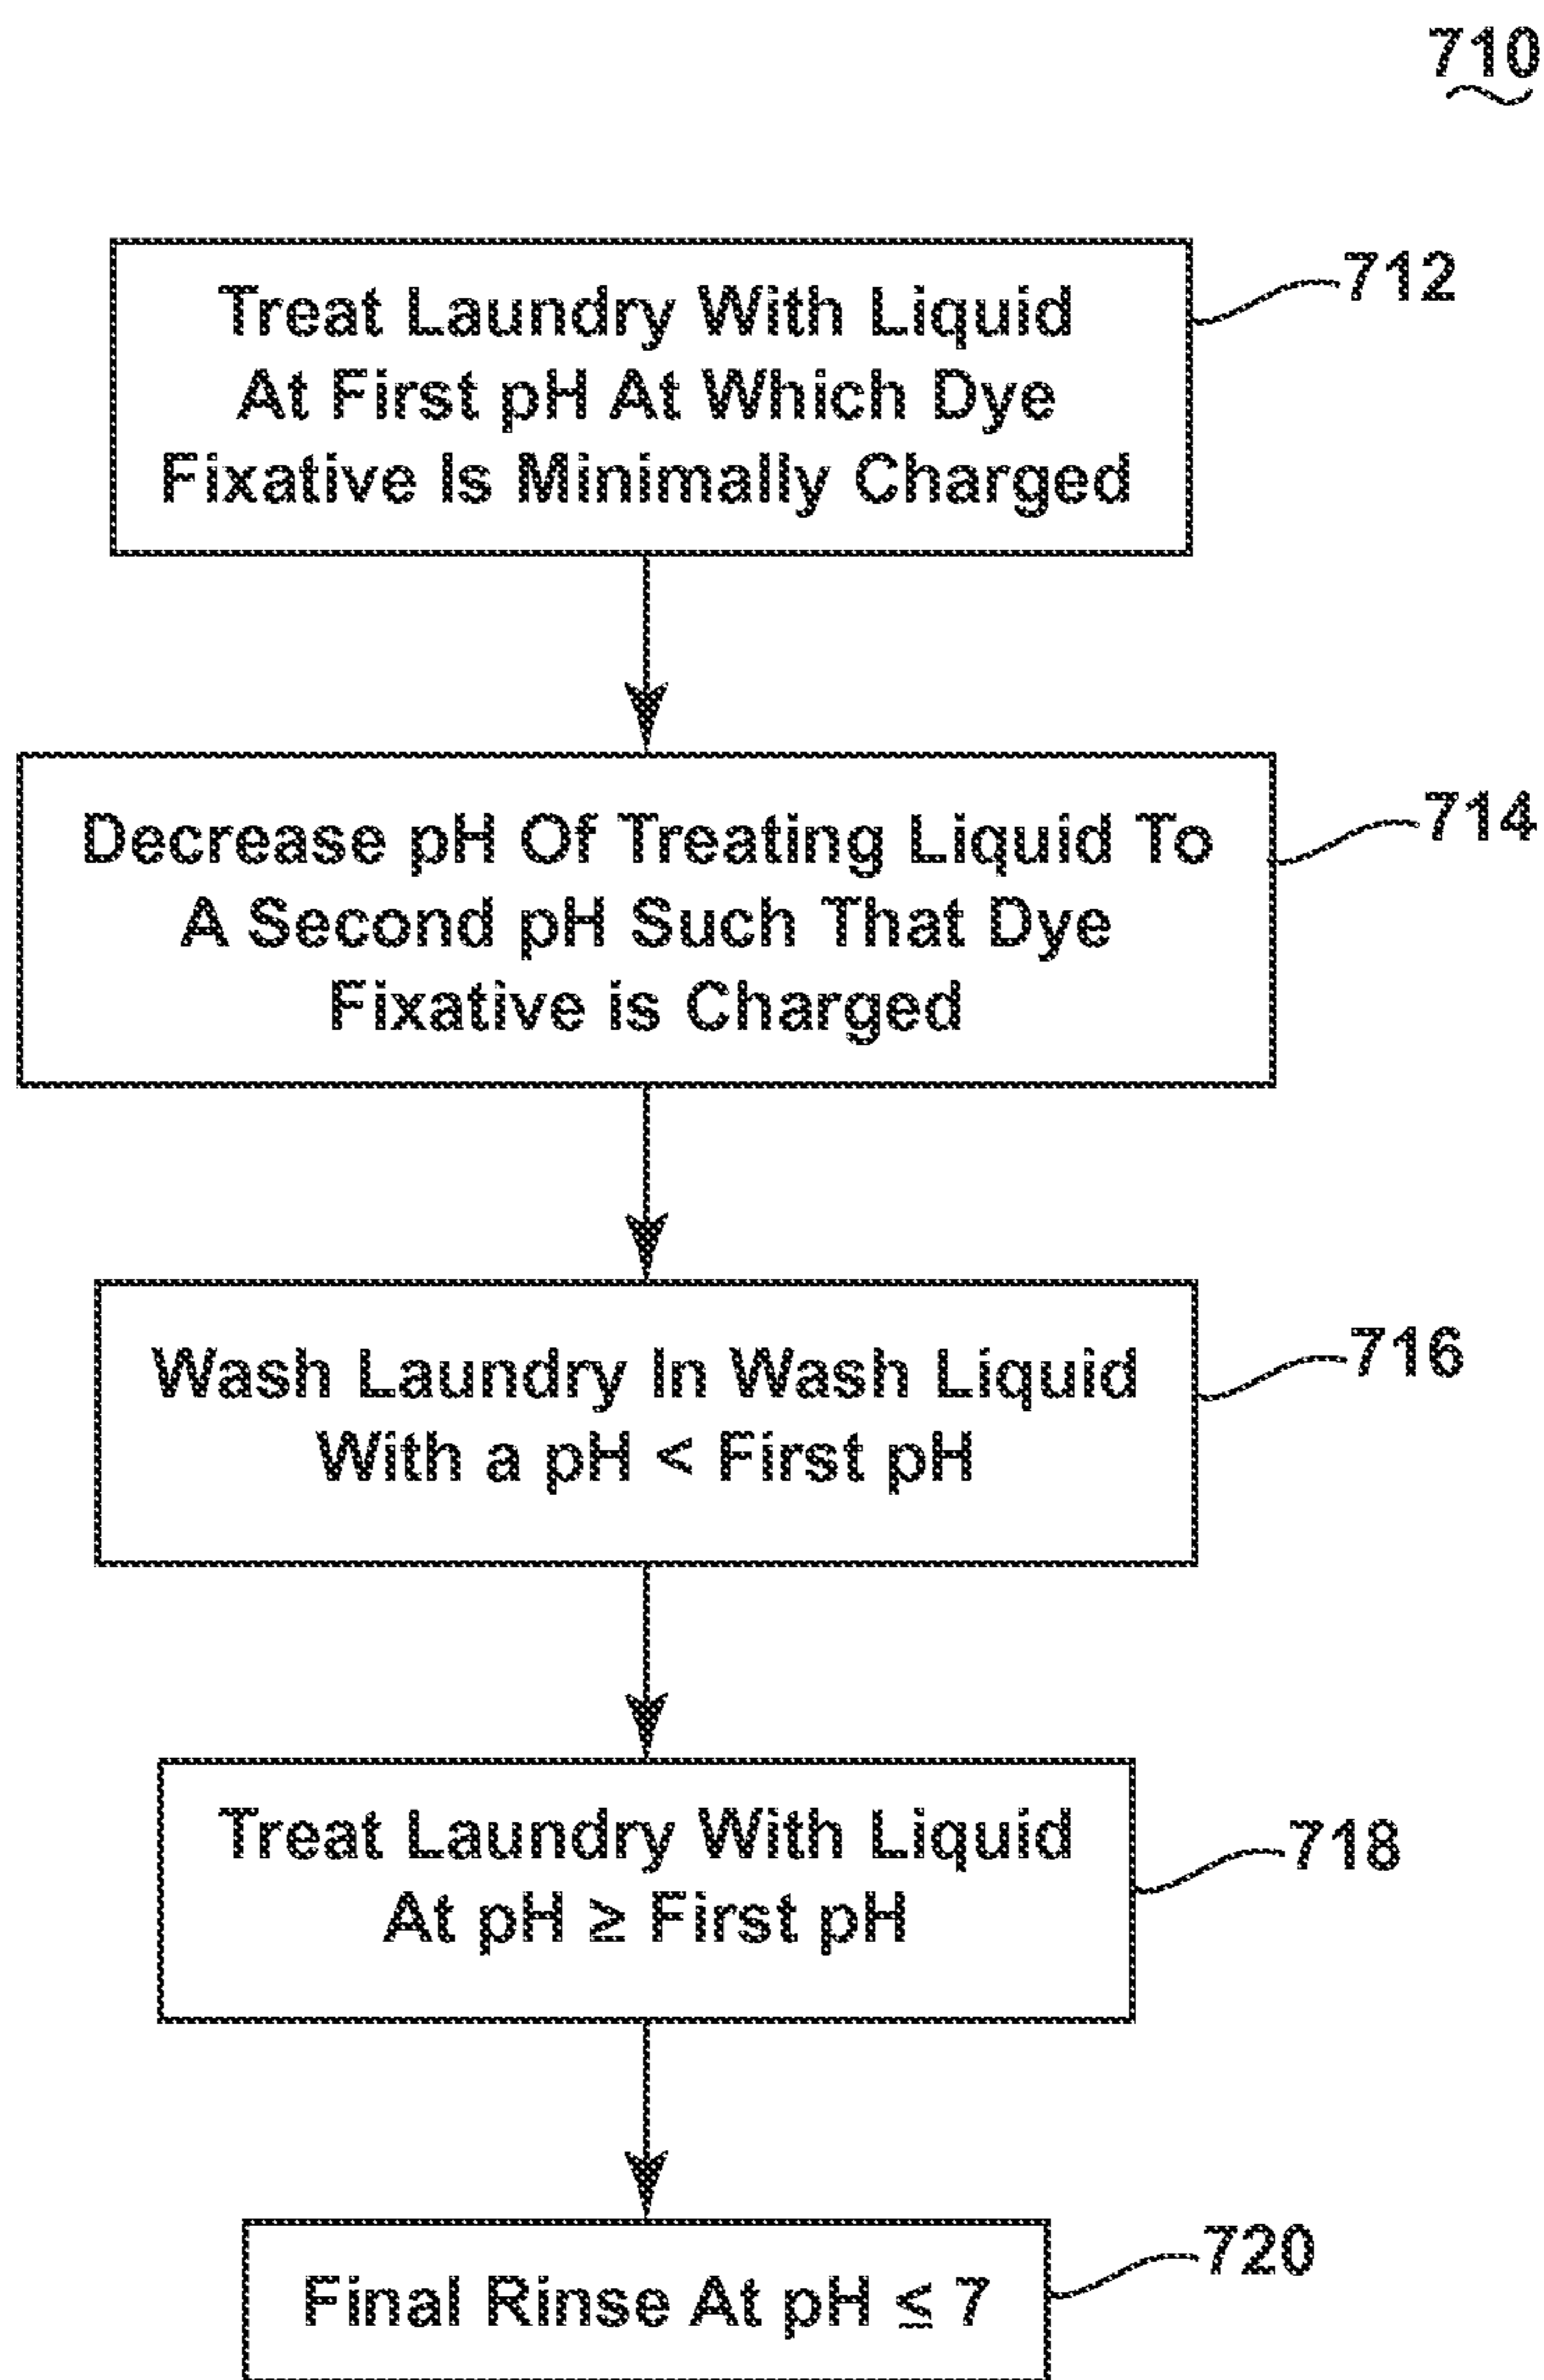 710
Treat Laundry With Liquid
At First pH At Which Dye
Fixative Is Minimally Charged
712
Decrease pH Of Treating Liquid To
A Second pH Such That Dye
Fixative is Charged
714
Wash Laundry In Wash Liquid
With a pH < First pH
716
Treat Laundry With Liquid
At pH ≥ First pH
718
Final Rinse At pH ≤ 7
720